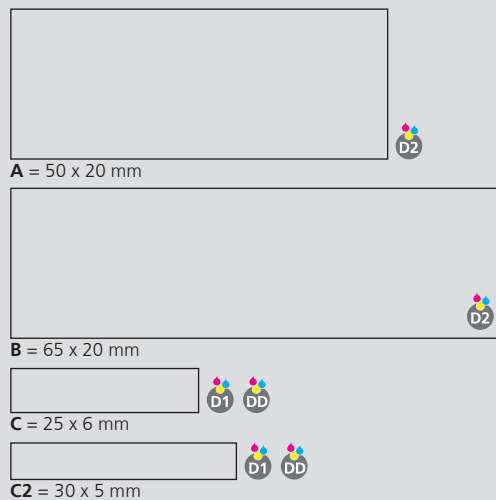 D2
A = 50 x 20 mm
D2
B = 65 x 20 mm
D1 DD
C = 25 x 6 mm
D1 DD
C2 = 30 x 5 mm